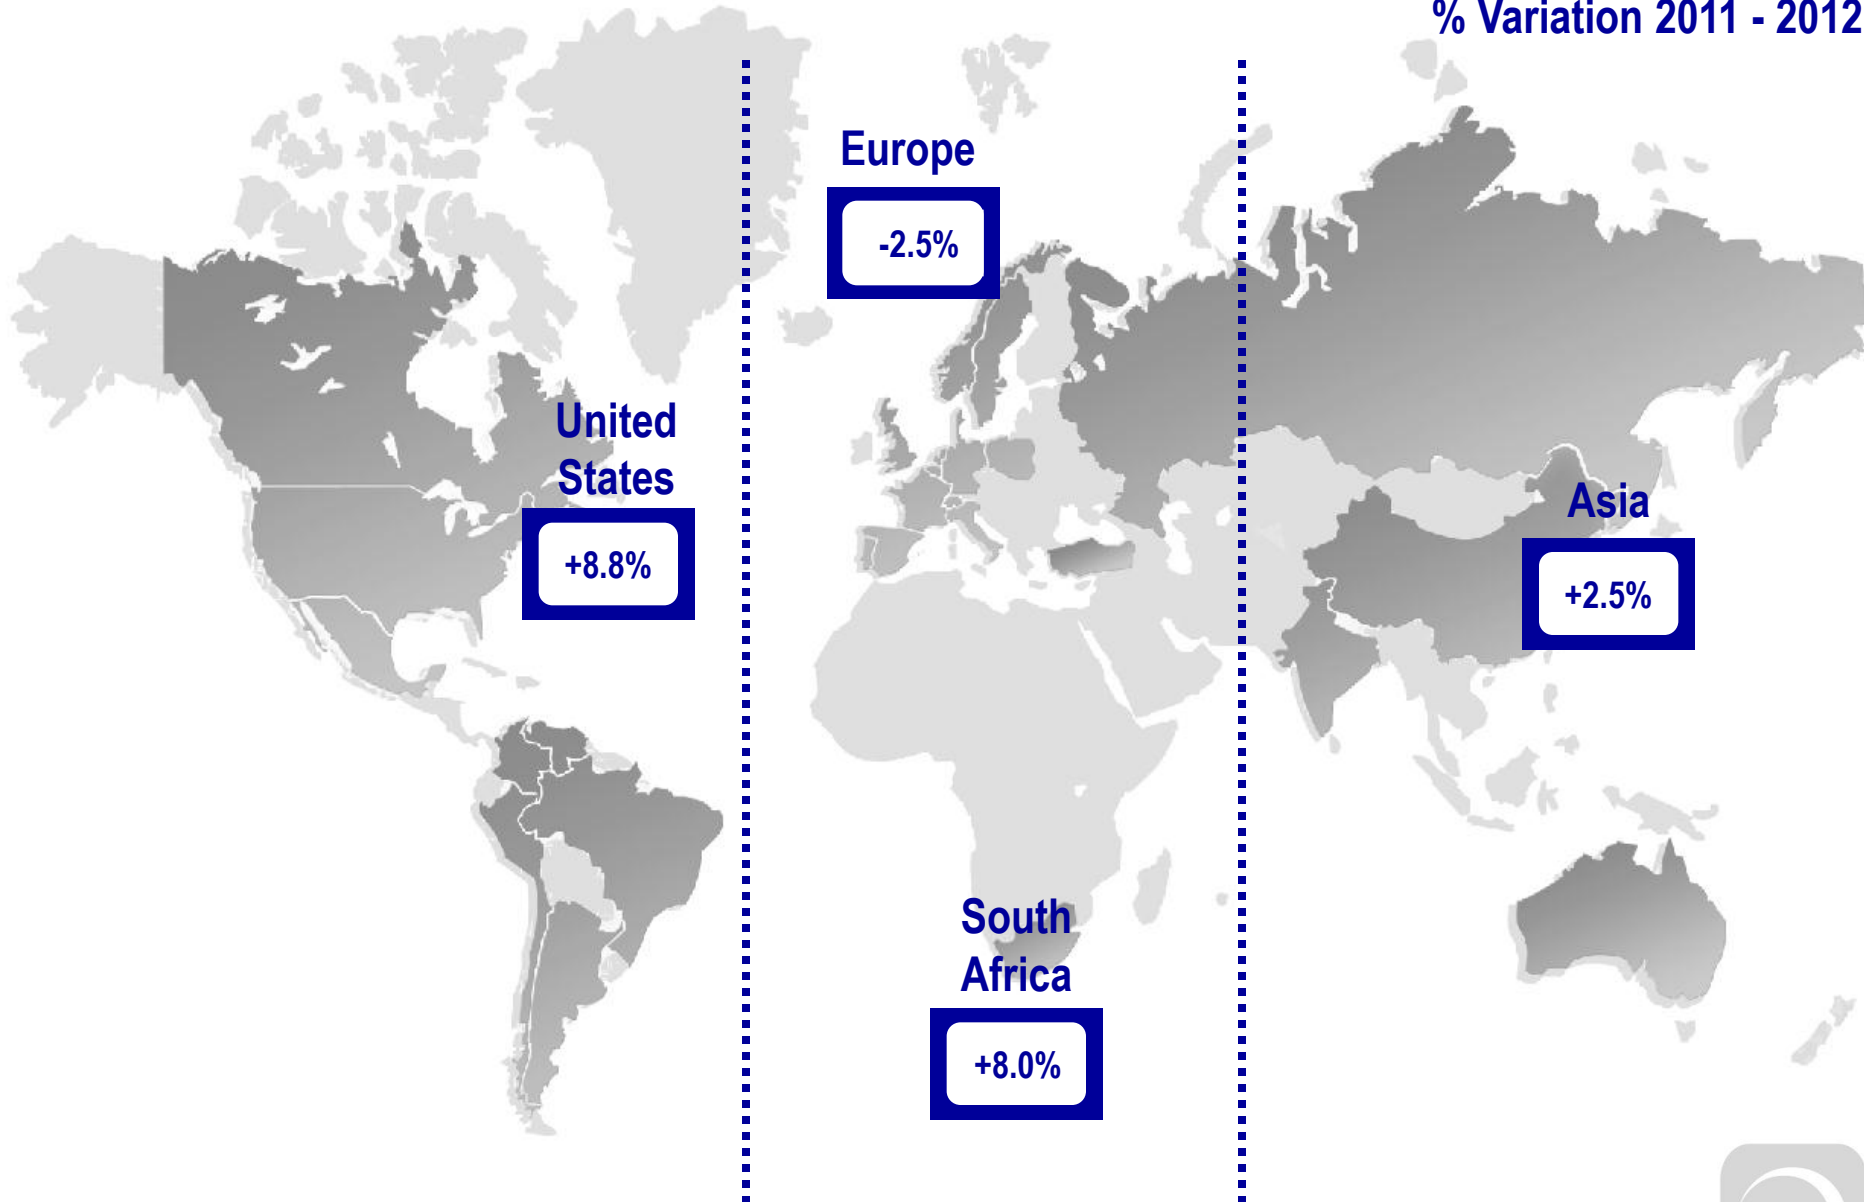 % Variation 2011 - 2012
Europe
-2.5%
United
States
+8.8%
Asia
+2.5%
South
Africa
+8.0%